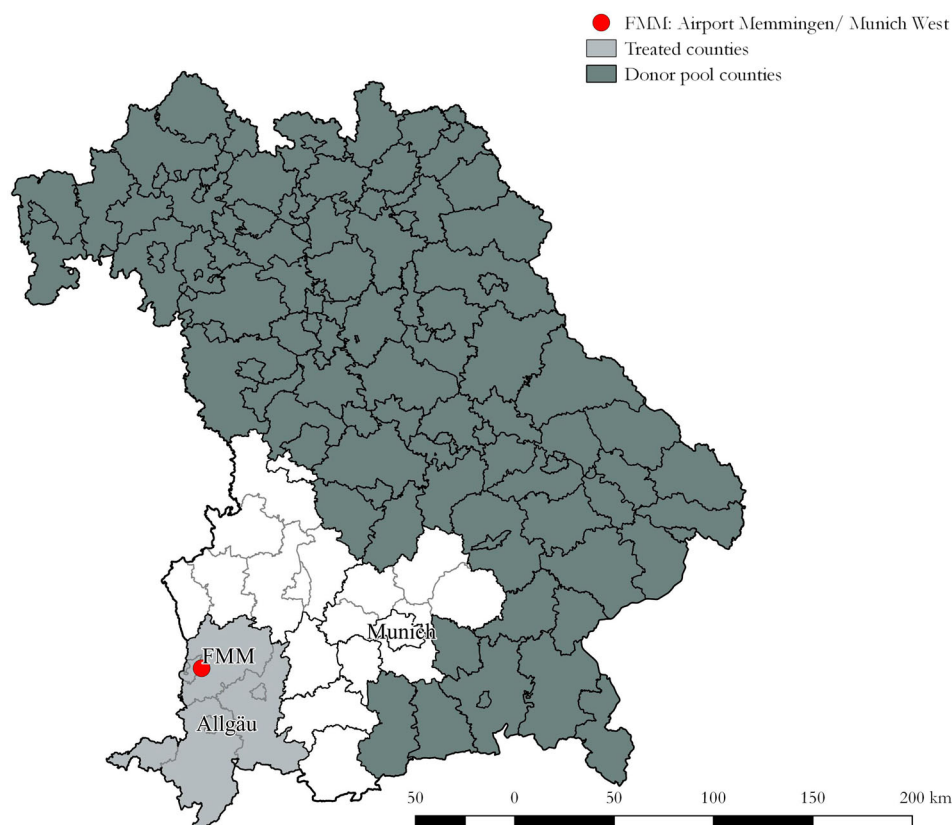 FMM: Airport Memmingen/ Munich West
Treated counties
Donor pool counties
Munich
FMM
Allgäu
50 0 50 100 150 200 km